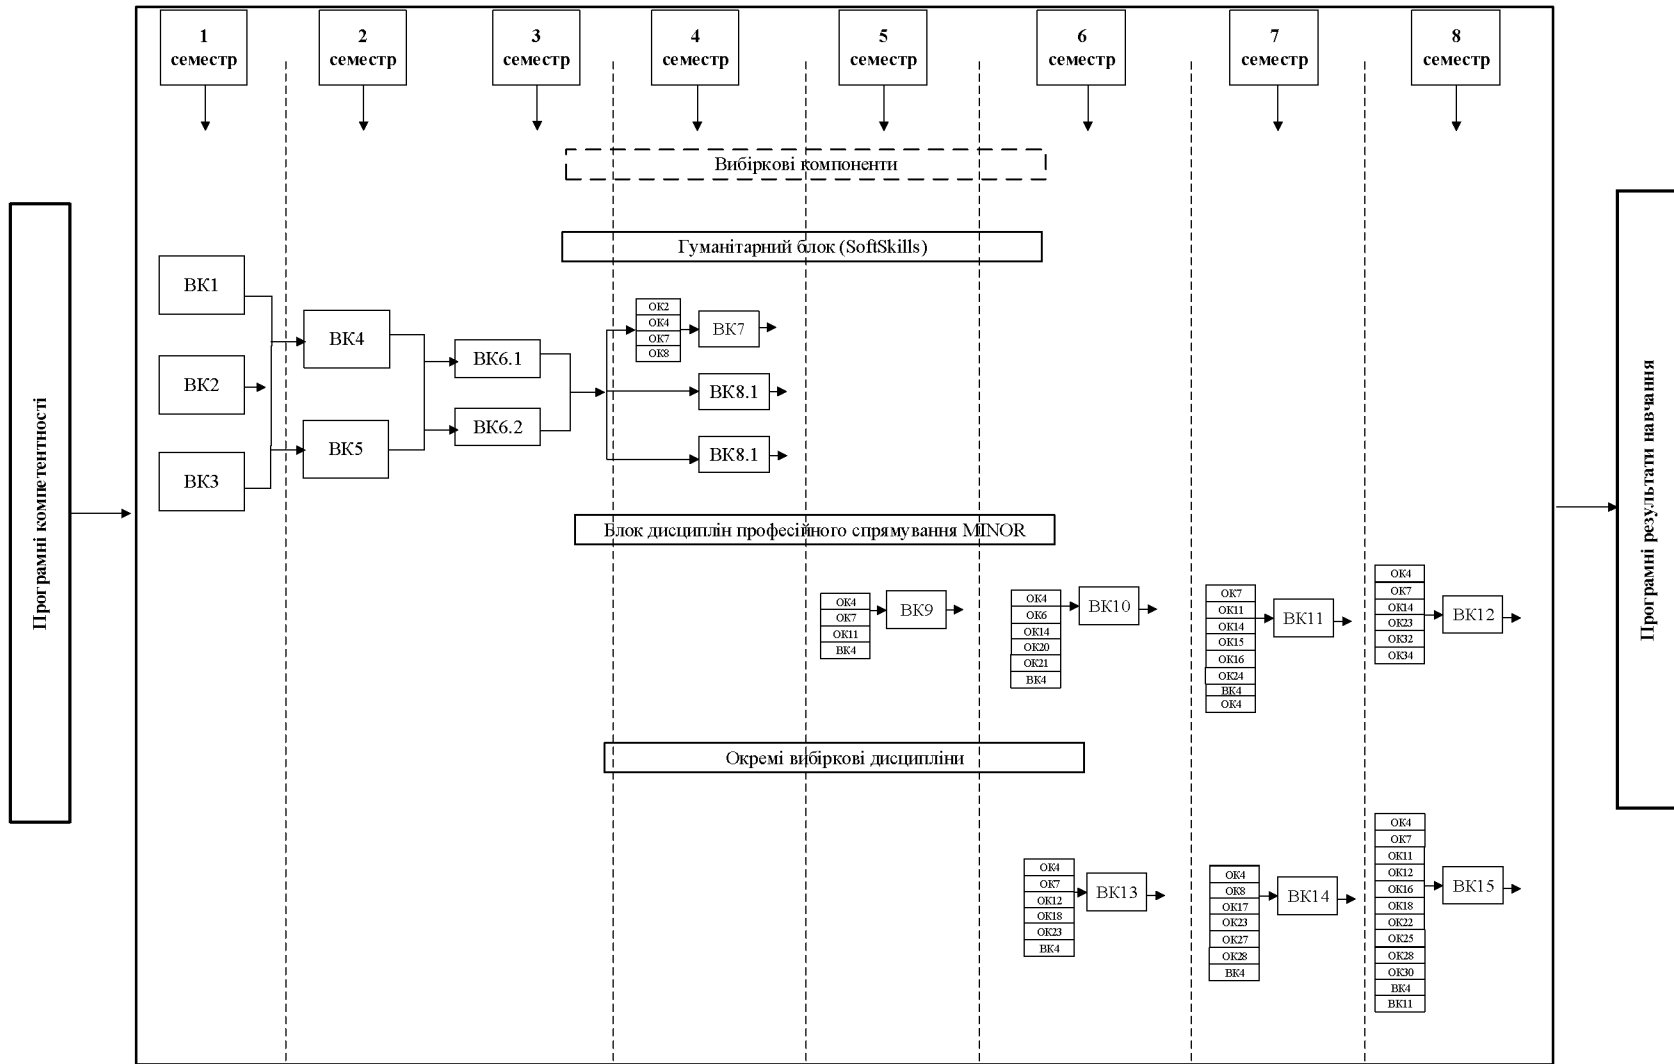 1
семестр
2
семестр
3
семестр
4
семестр
5
семестр
6
семестр
7
семестр
8
семестр
Вибіркові компоненти
Програмні компетентності
Програмні результати навчання
Гуманітарний блок (SoftSkills)
ВК1
ВК2
ВК3
ВК4
ВК5
ВК6.1
ВК6.2
ОК2
ОК4
ОК7
ОК8
ВК7
ВК8.1
ВК8.1
Блок дисциплін професійного спрямування MINOR
ОК4
ОК7
ОК11
ВК4
ВК9
ОК4
ОК6
ОК14
ОК20
ОК21
ВК4
ВК10
ОК7
ОК11
ОК14
ОК15
ОК16
ОК24
ВК4
ОК4
ВК11
ОК4
ОК7
ОК14
ОК23
ОК32
ОК34
ВК12
Окремі вибіркові дисципліни
ОК4
ОК7
ОК12
ОК18
ОК23
ВК4
ВК13
ОК4
ОК8
ОК17
ОК23
ОК27
ОК28
ВК4
ВК14
ОК4
ОК7
ОК11
ОК12
ОК16
ОК18
ОК22
ОК25
ОК28
ОК30
ВК4
ВК11
ВК15